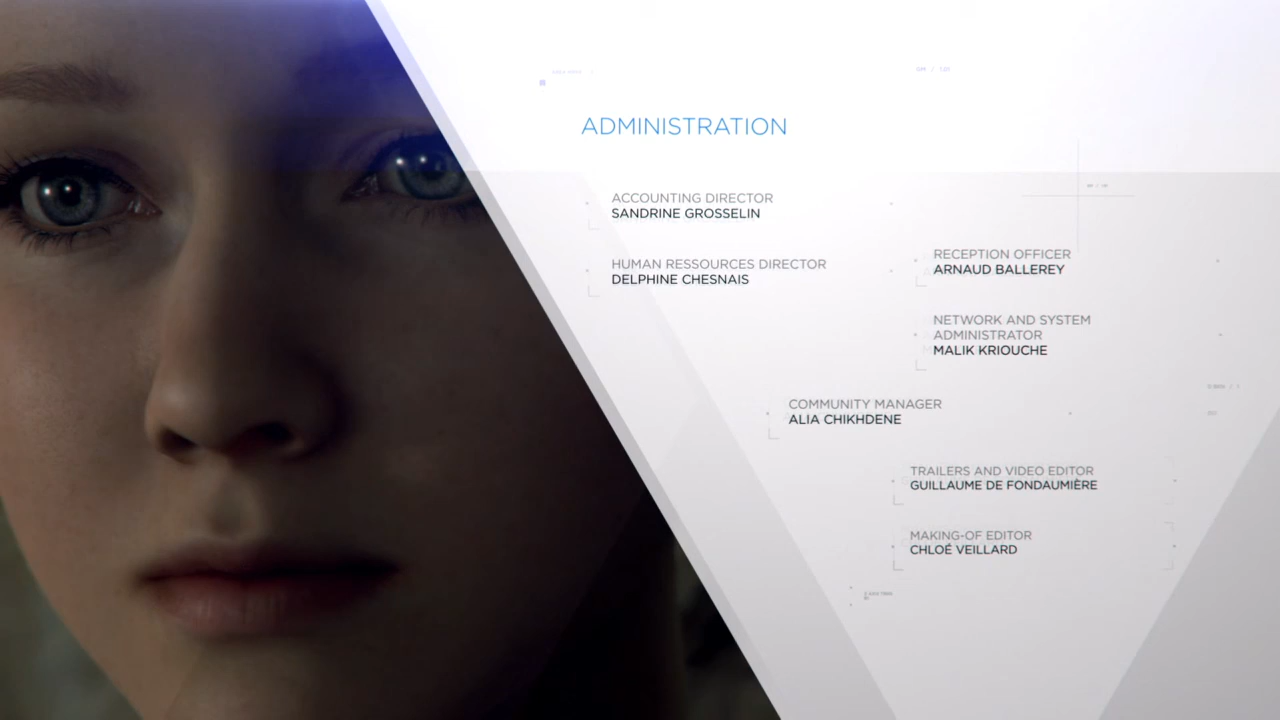 ADMINISTRATION
ACCOUNTING DIRECTOR
SANDRINE GROSSELIN
HUMAN RESSOURCES DIRECTOR
DELPHINE CHESNAIS
RECEPTION OFFICER
ARNAUD BALLEREY
NETWORK AND SYSTEM
ADMINISTRATOR
MALIK KRIOUCHE
COMMUNITY MANAGER
ALIA CHIKHDENE
TRAILERS AND VIDEO EDITOR
GUILLAUME DE FONDAUMIÈRE
MAKING-OF EDITOR
CHLOÉ VEILLARD